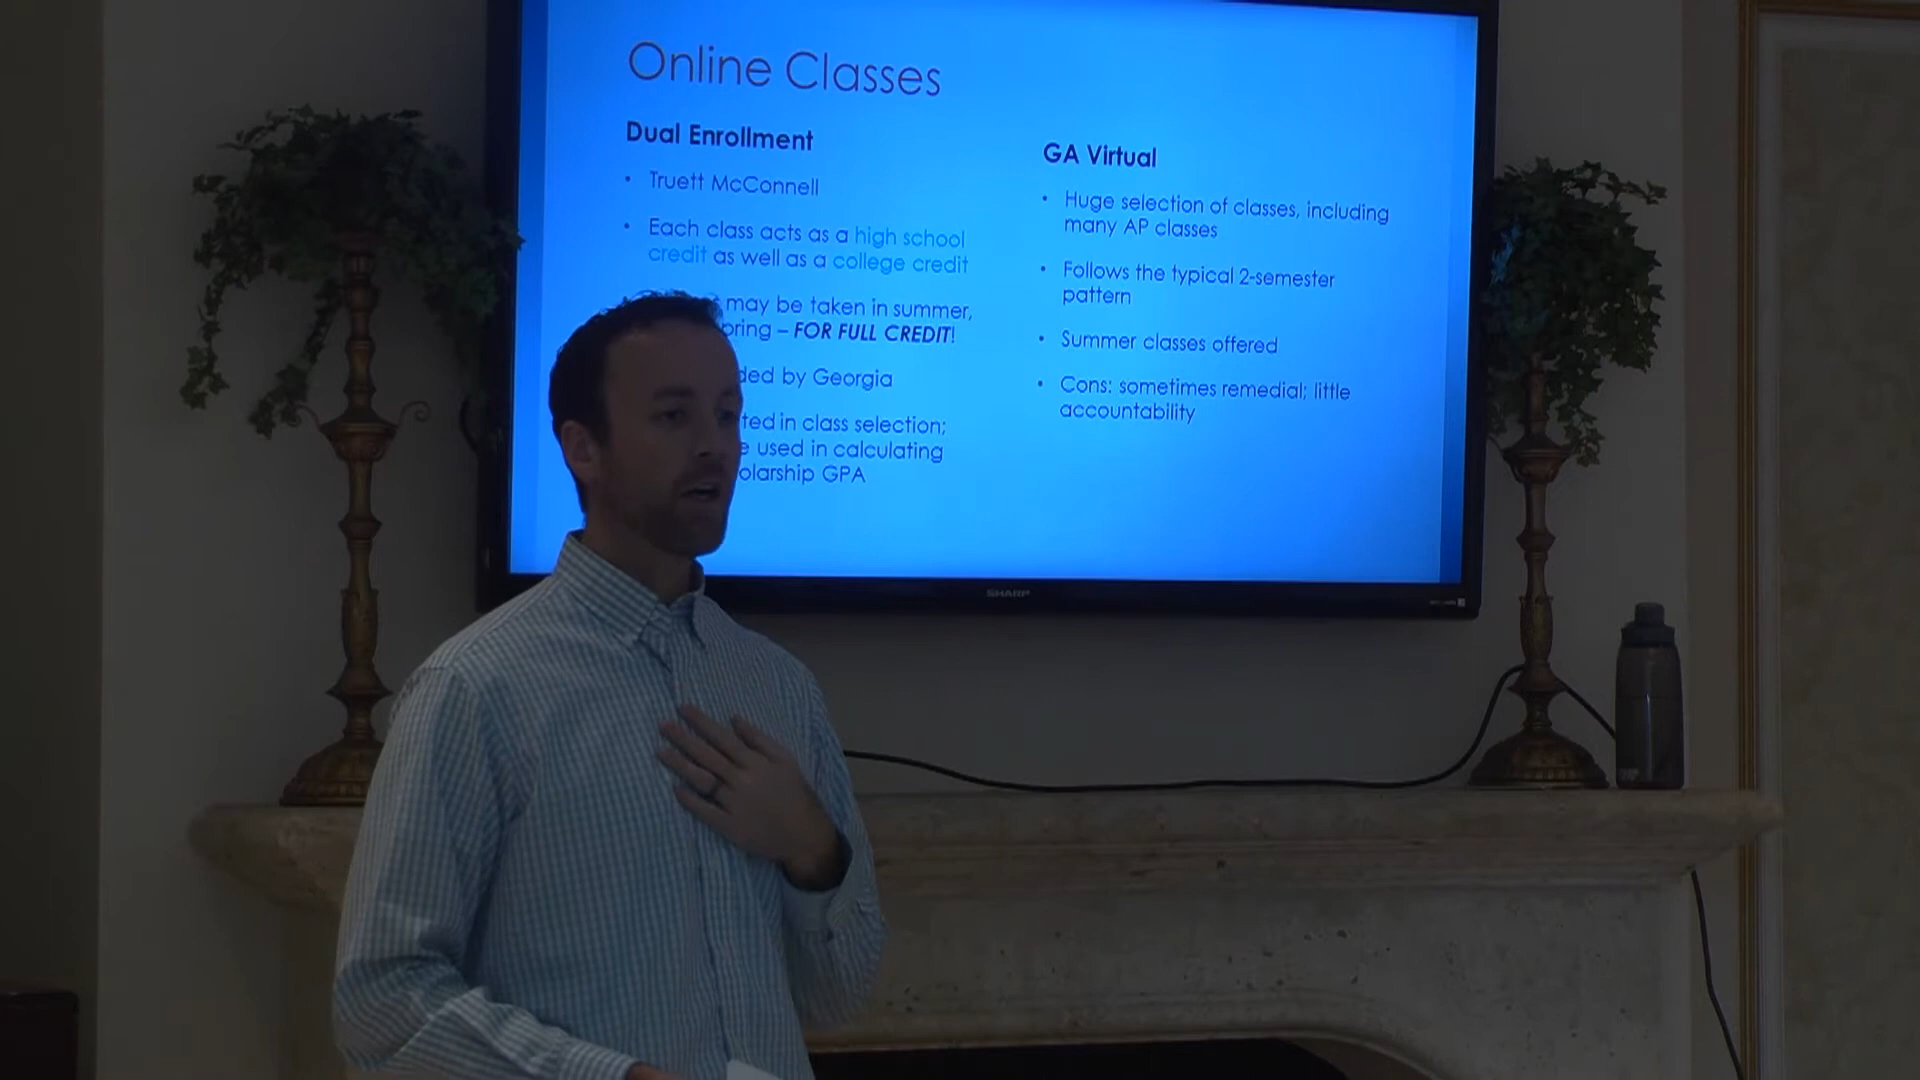 Online Classes
Dual Enrollment
• Truett McConnell
• Each class acts as a high school
credit as well as a college credit
may be taken in summer,
– FOR FULL CREDIT!
by Georgia
in class selection;
used in calculating
GPA
GA Virtual
• Huge selection of classes, including
many AP classes
• Follows the typical 2-semester
pattern
• Summer classes offered
• Cons: sometimes remedial; little
accountability
SHARP